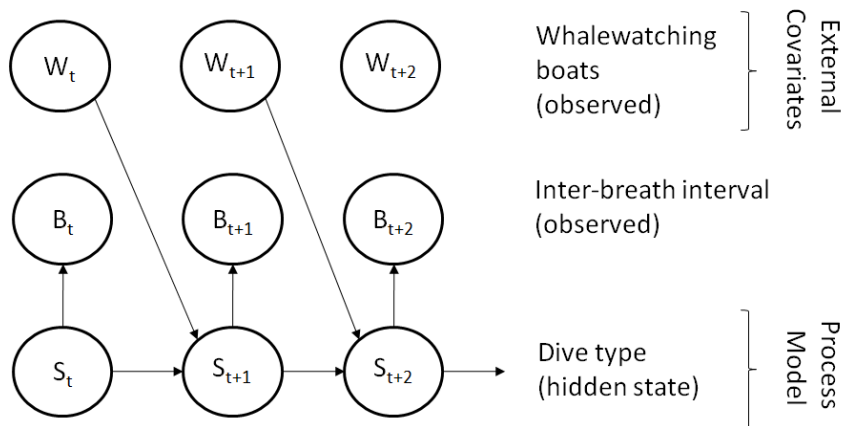 W_t W_t+1 W_t+2 Whalewatching
boats
(observed)
External
Covariates
B_t B_t+1 B_t+2 Inter-breath interval
(observed)
S_t S_t+1 S_t+2 Dive type
(hidden state)
Process
Model